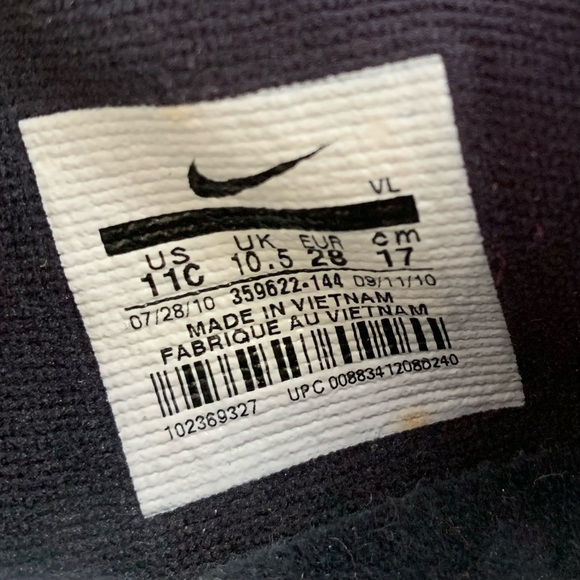 VL
US UK EUR cm
11C 10.5 28 17
07/28/10 359622-144 09/11/10
MADE IN VIETNAM
FABRIQUE AU VIETNAM
102369327 UPC 00883412086240